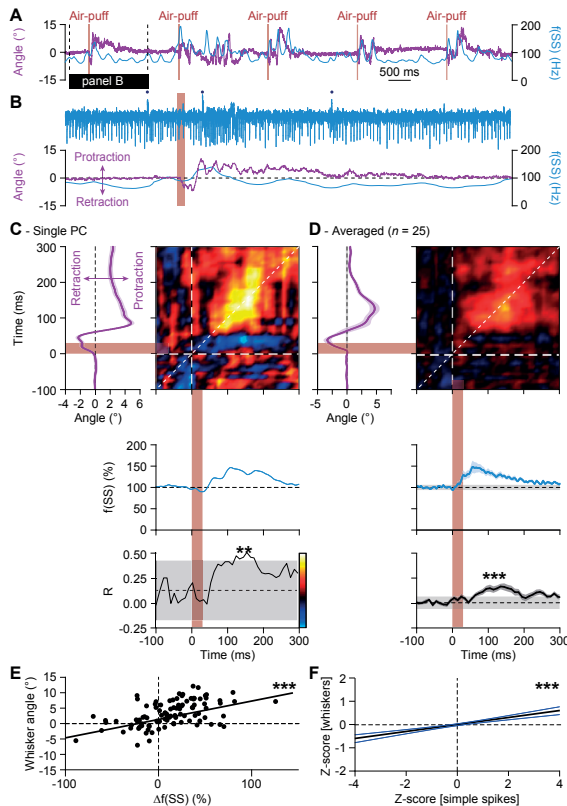 A
Air-puff Air-puff Air-puff Air-puff Air-puff
Angle (°)
15
0
-15
200
100
0
f(SS)
(Hz)
panel B
500 ms
B
Angle (°)
15
0
-15
Protraction
Retraction
200
100
0
f(SS)
(Hz)
C - Single PC
D - Averaged (n = 25)
Time (ms)
300
200
100
0
-100
Retraction
Protraction
-4 -2 0 2 4 6
Angle (°)
-5 0 5
Angle (°)
f(SS) (%)
200
150
100
50
0
R
0.50
0.25
0
-0.25
**
***
-100 0 100 200 300
Time (ms)
-100 0 100 200 300
Time (ms)
E
Whisker angle (°)
15
10
5
0
-5
-10
-15
***
-100 0 100
Δf(SS) (%)
F
Z-score [whiskers]
2
1
0
-1
-2
***
-4 0 4
Z-score [simple spikes]